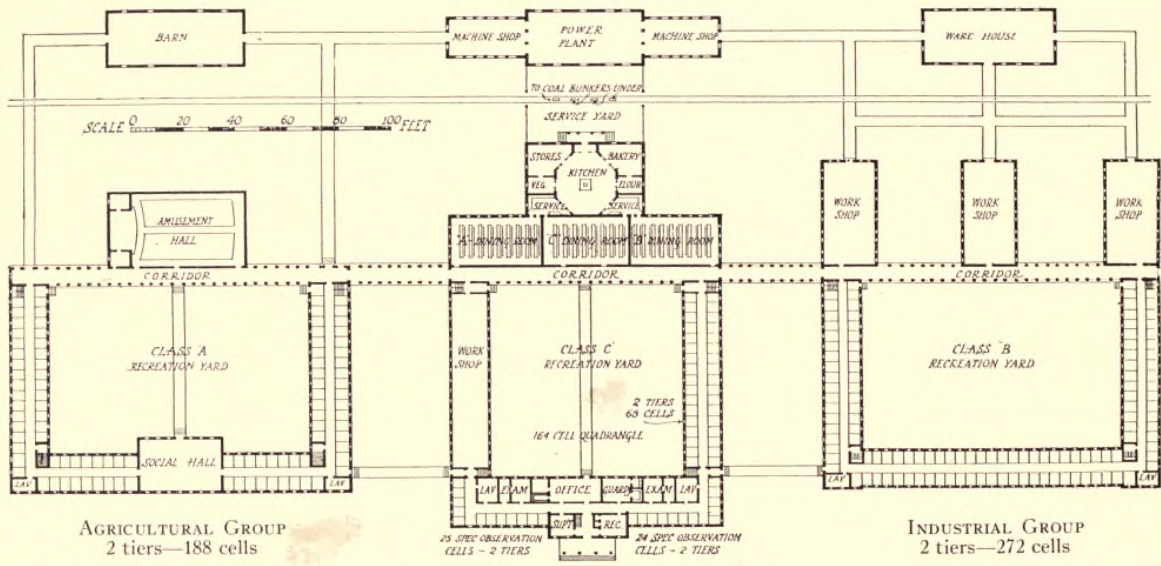 BARN
MACHINE SHOP
POWER
PLANT
MACHINE SHOP
WARE HOUSE
TO COAL BUNKERS UNDER
SERVICE YARD
SCALE 0 20 40 60 80 100 FEET
STORES
BAKERY
KITCHEN
VEG.
FLOUR
SERVICE
SERVICE
AMUSEMENT
HALL
WORK
SHOP
WORK
SHOP
WORK
SHOP
"A" DINING ROOM
"C" DINING ROOM
"B" DINING ROOM
CORRIDOR
CORRIDOR
CORRIDOR
CLASS "A"
RECREATION YARD
WORK
SHOP
CLASS "C"
RECREATION YARD
CLASS "B"
RECREATION YARD
2 TIERS
68 CELLS
164 CELL QUADRANGLE
SOCIAL HALL
LAV
LAV
LAV
EXAM
OFFICE
GUARD
EXAM
LAV
LAV
LAV
SUPT
REC.
AGRICULTURAL GROUP
2 tiers—188 cells
25 SPEC OBSERVATION
CELLS - 2 TIERS
24 SPEC OBSERVATION
CELLS - 2 TIERS
INDUSTRIAL GROUP
2 tiers—272 cells